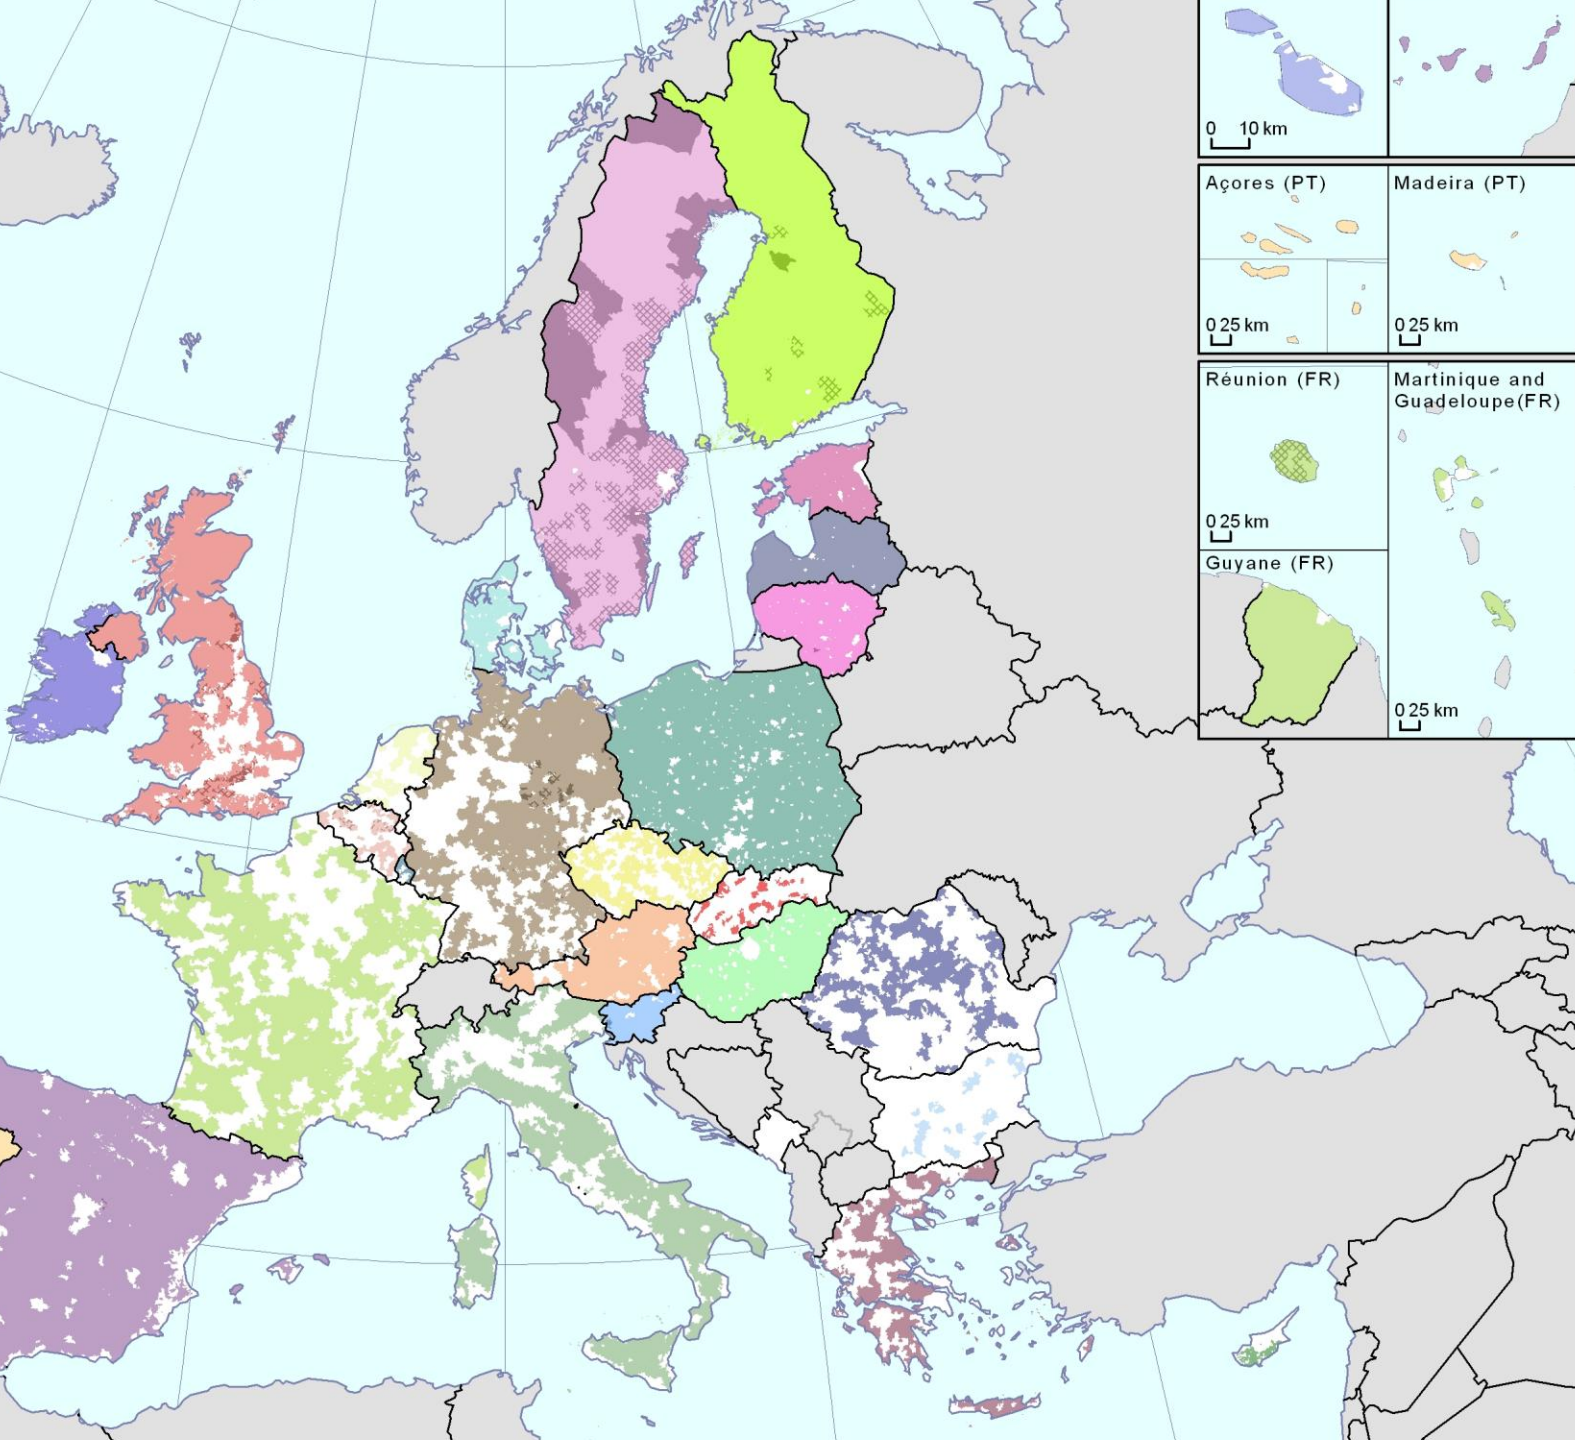 0 10 km
Açores (PT)
Madeira (PT)
0 25 km
0 25 km
Réunion (FR)
Martinique and
Guadeloupe(FR)
0 25 km
Guyane (FR)
0 25 km